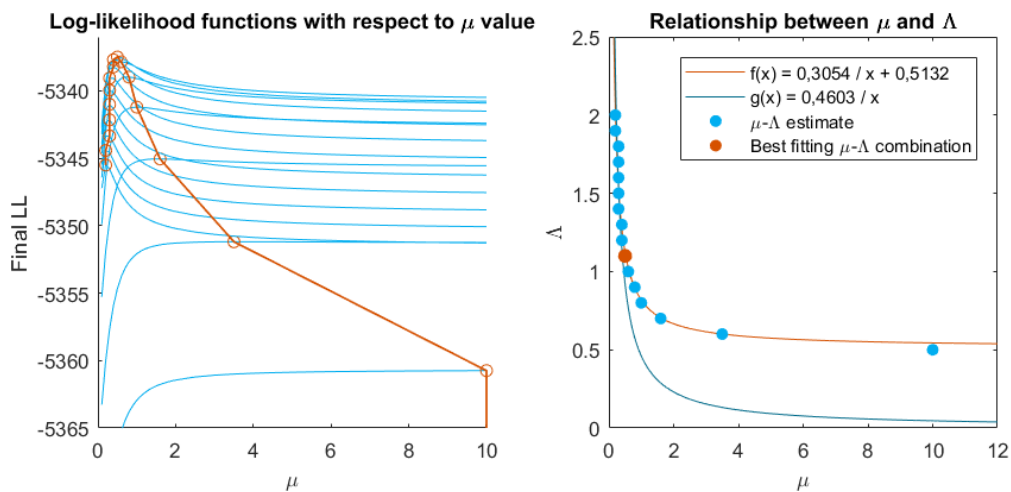 Log-likelihood functions with respect to μ value
Final LL
-5340
-5345
-5350
-5355
-5360
-5365
0
2
4
6
8
10
μ
Relationship between μ and Λ
Λ
2.5
2
1.5
1
0.5
0
0
2
4
6
8
10
12
μ
f(x) = 0,3054 / x + 0,5132
g(x) = 0,4603 / x
μ-Λ estimate
Best fitting μ-Λ combination